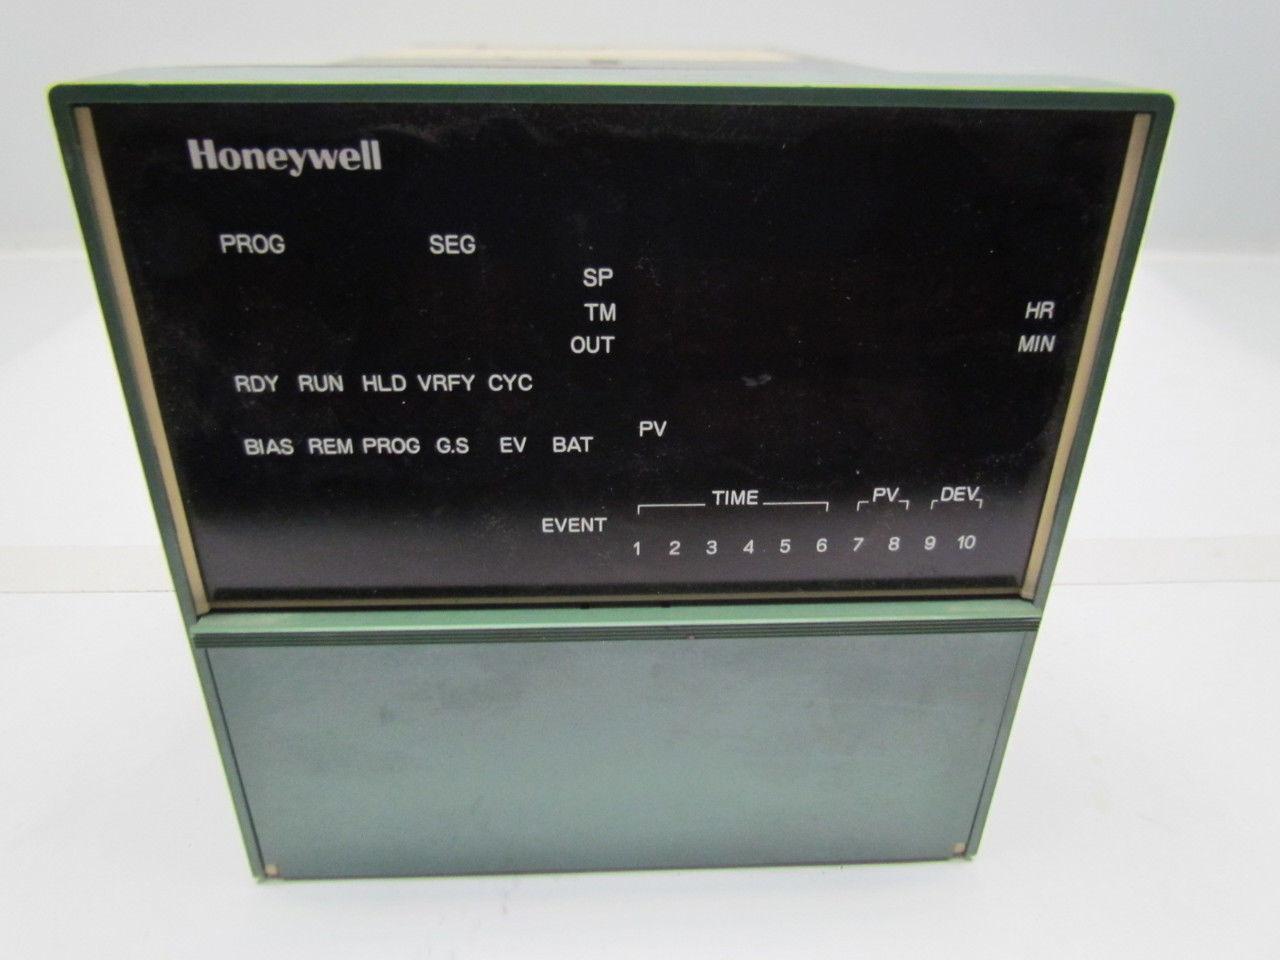 Honeywell
PROG SEG
SP
TM HR
OUT MIN
RDY RUN HLD VRFY CYC
PV
BIAS REM PROG G.S EV BAT
TIME PV DEV
EVENT
1 2 3 4 5 6 7 8 9 10